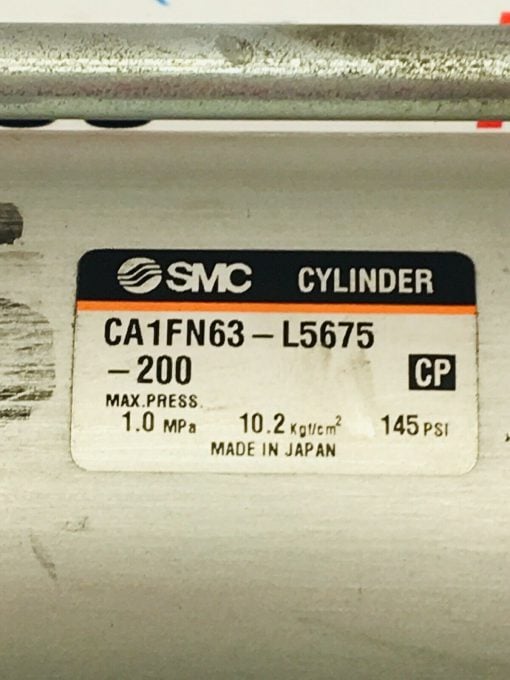 SMC CYLINDER
CA1FN63-L5675
-200
CP
MAX.PRESS.
1.0 MPa 10.2 Kgf/cm² 145 PSI
MADE IN JAPAN